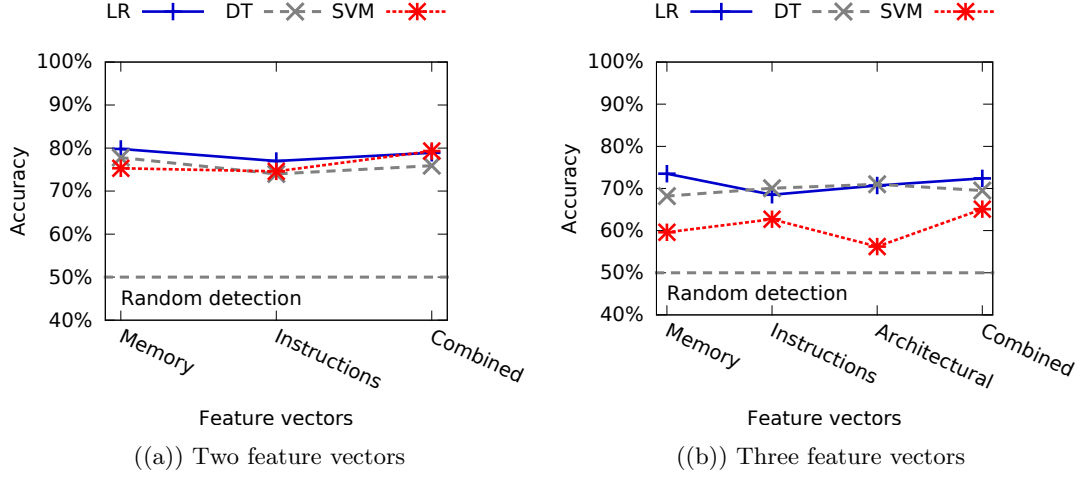 LR DT SVM
100%
90%
80%
70%
60%
50%
40%
Accuracy
Random detection
Memory
Instructions
Combined
Feature vectors
((a)) Two feature vectors
LR DT SVM
100%
90%
80%
70%
60%
50%
40%
Accuracy
Random detection
Memory
Instructions
Architectural
Combined
Feature vectors
((b)) Three feature vectors